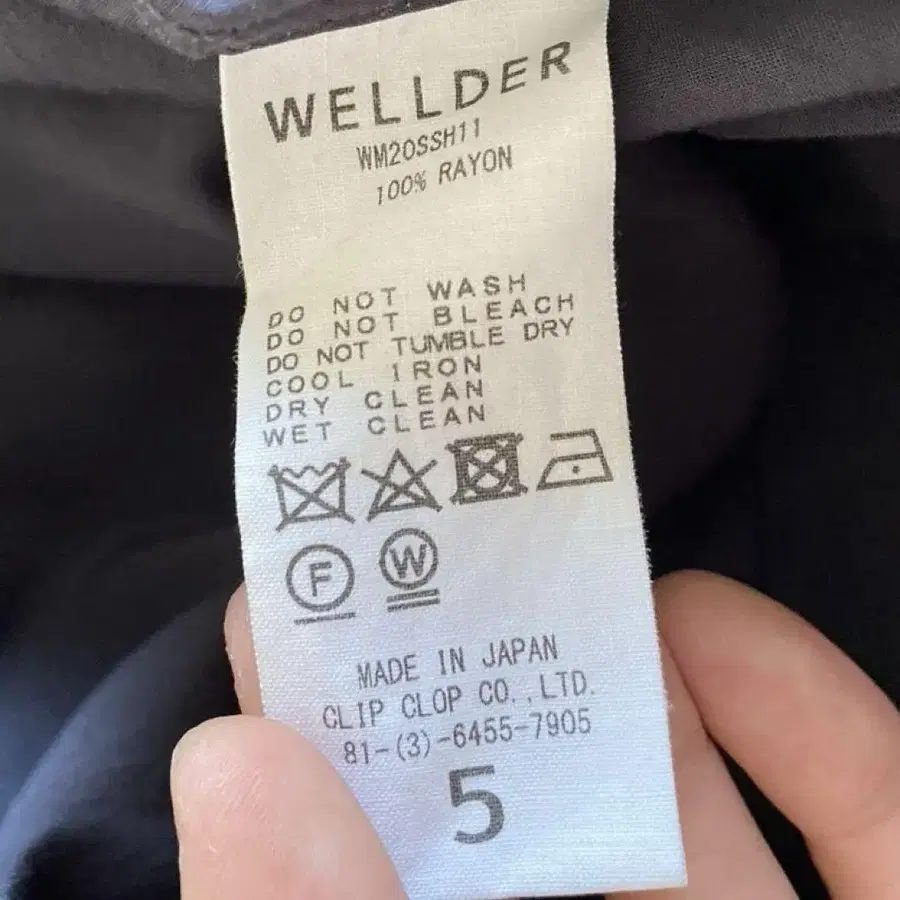 WELLDER
WM20SSH11
100% RAYON
DO NOT WASH
DO NOT BLEACH
DO NOT TUMBLE DRY
COOL IRON
DRY CLEAN
WET CLEAN
F W
MADE IN JAPAN
CLIP CLOP CO.,LTD.
81-(3)-6455-7905
5